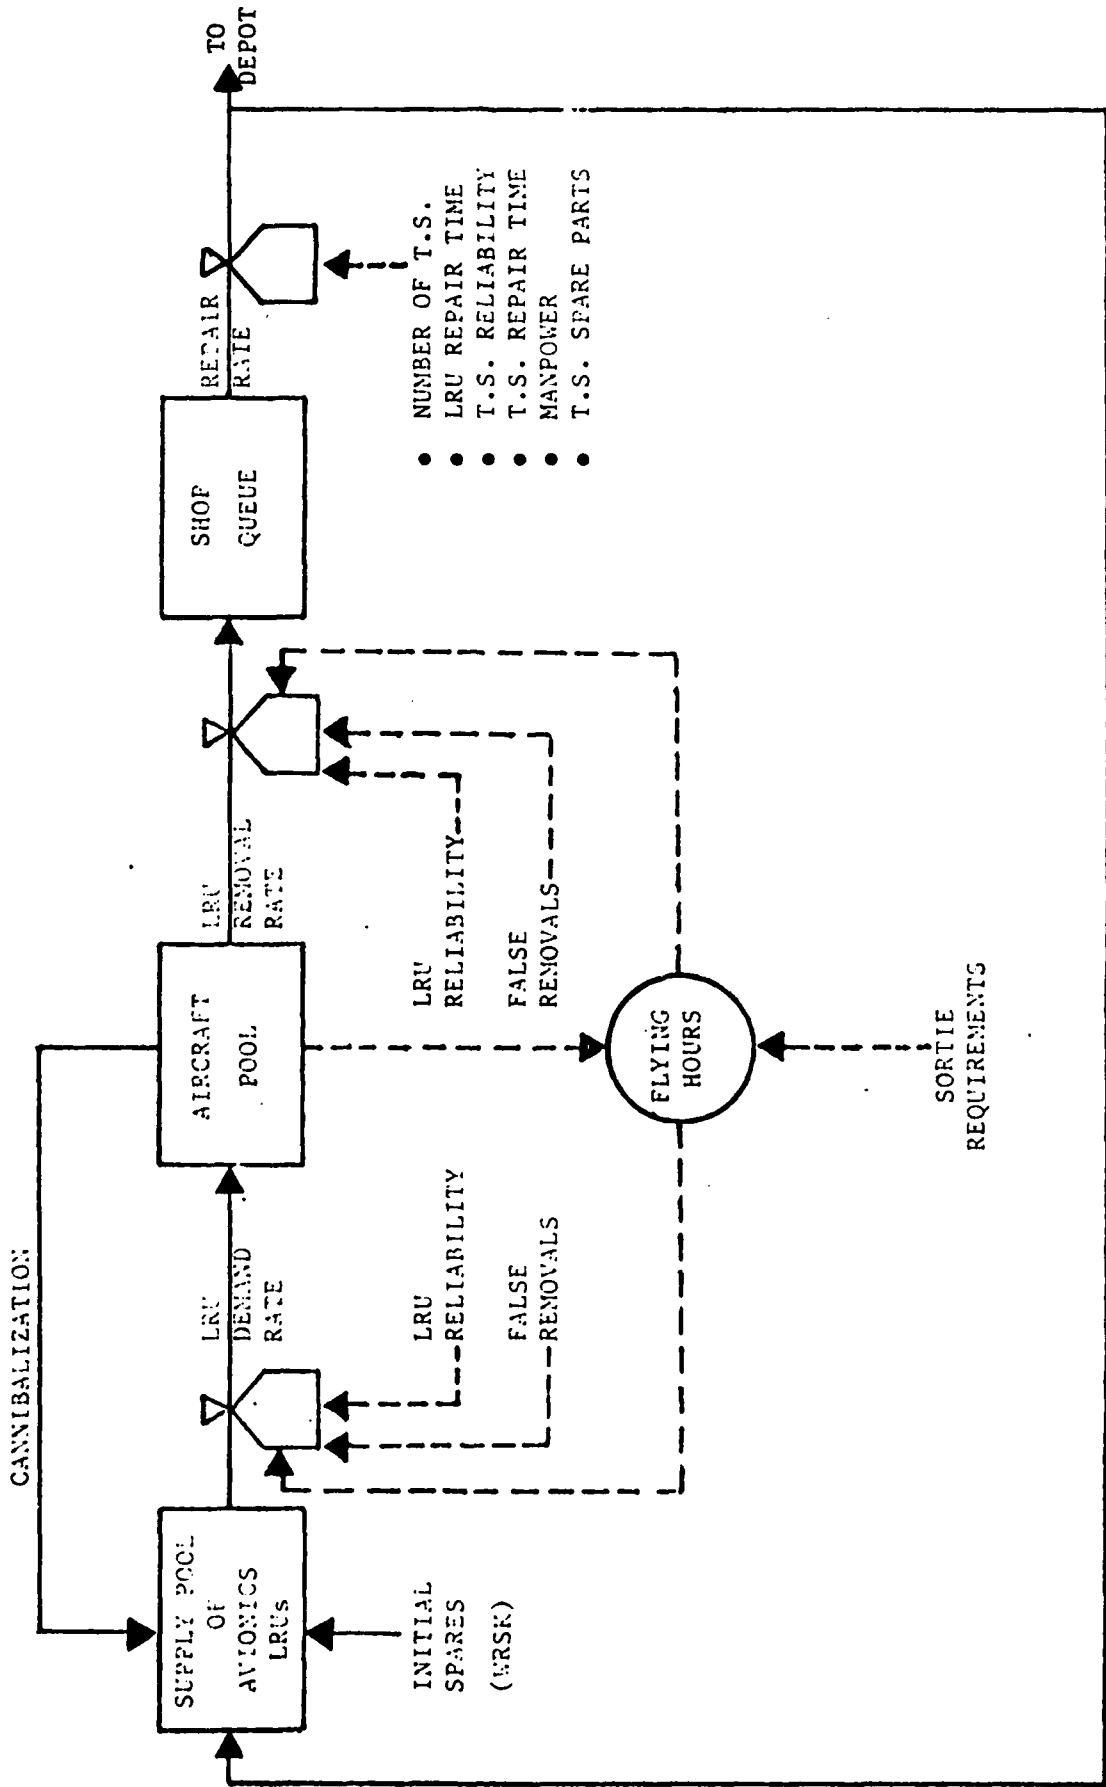 CANNIBALIZATION
SUPPLY POOL
OF
AVIONICS
LRUs
LRU
DEMAND
RATE
AIRCRAFT
POOL
LRU
REMOVAL
RATE
SHOP
QUEUE
REPAIR
RATE
TO
DEPOT
INITIAL
SPARES
(WRSK)
LRU
RELIABILITY
FALSE
REMOVALS
LRU
RELIABILITY
FALSE
REMOVALS
• NUMBER OF T.S.
• LRU REPAIR TIME
• T.S. RELIABILITY
• T.S. REPAIR TIME
• MANPOWER
• T.S. SPARE PARTS
FLYING
HOURS
SORTIE
REQUIREMENTS